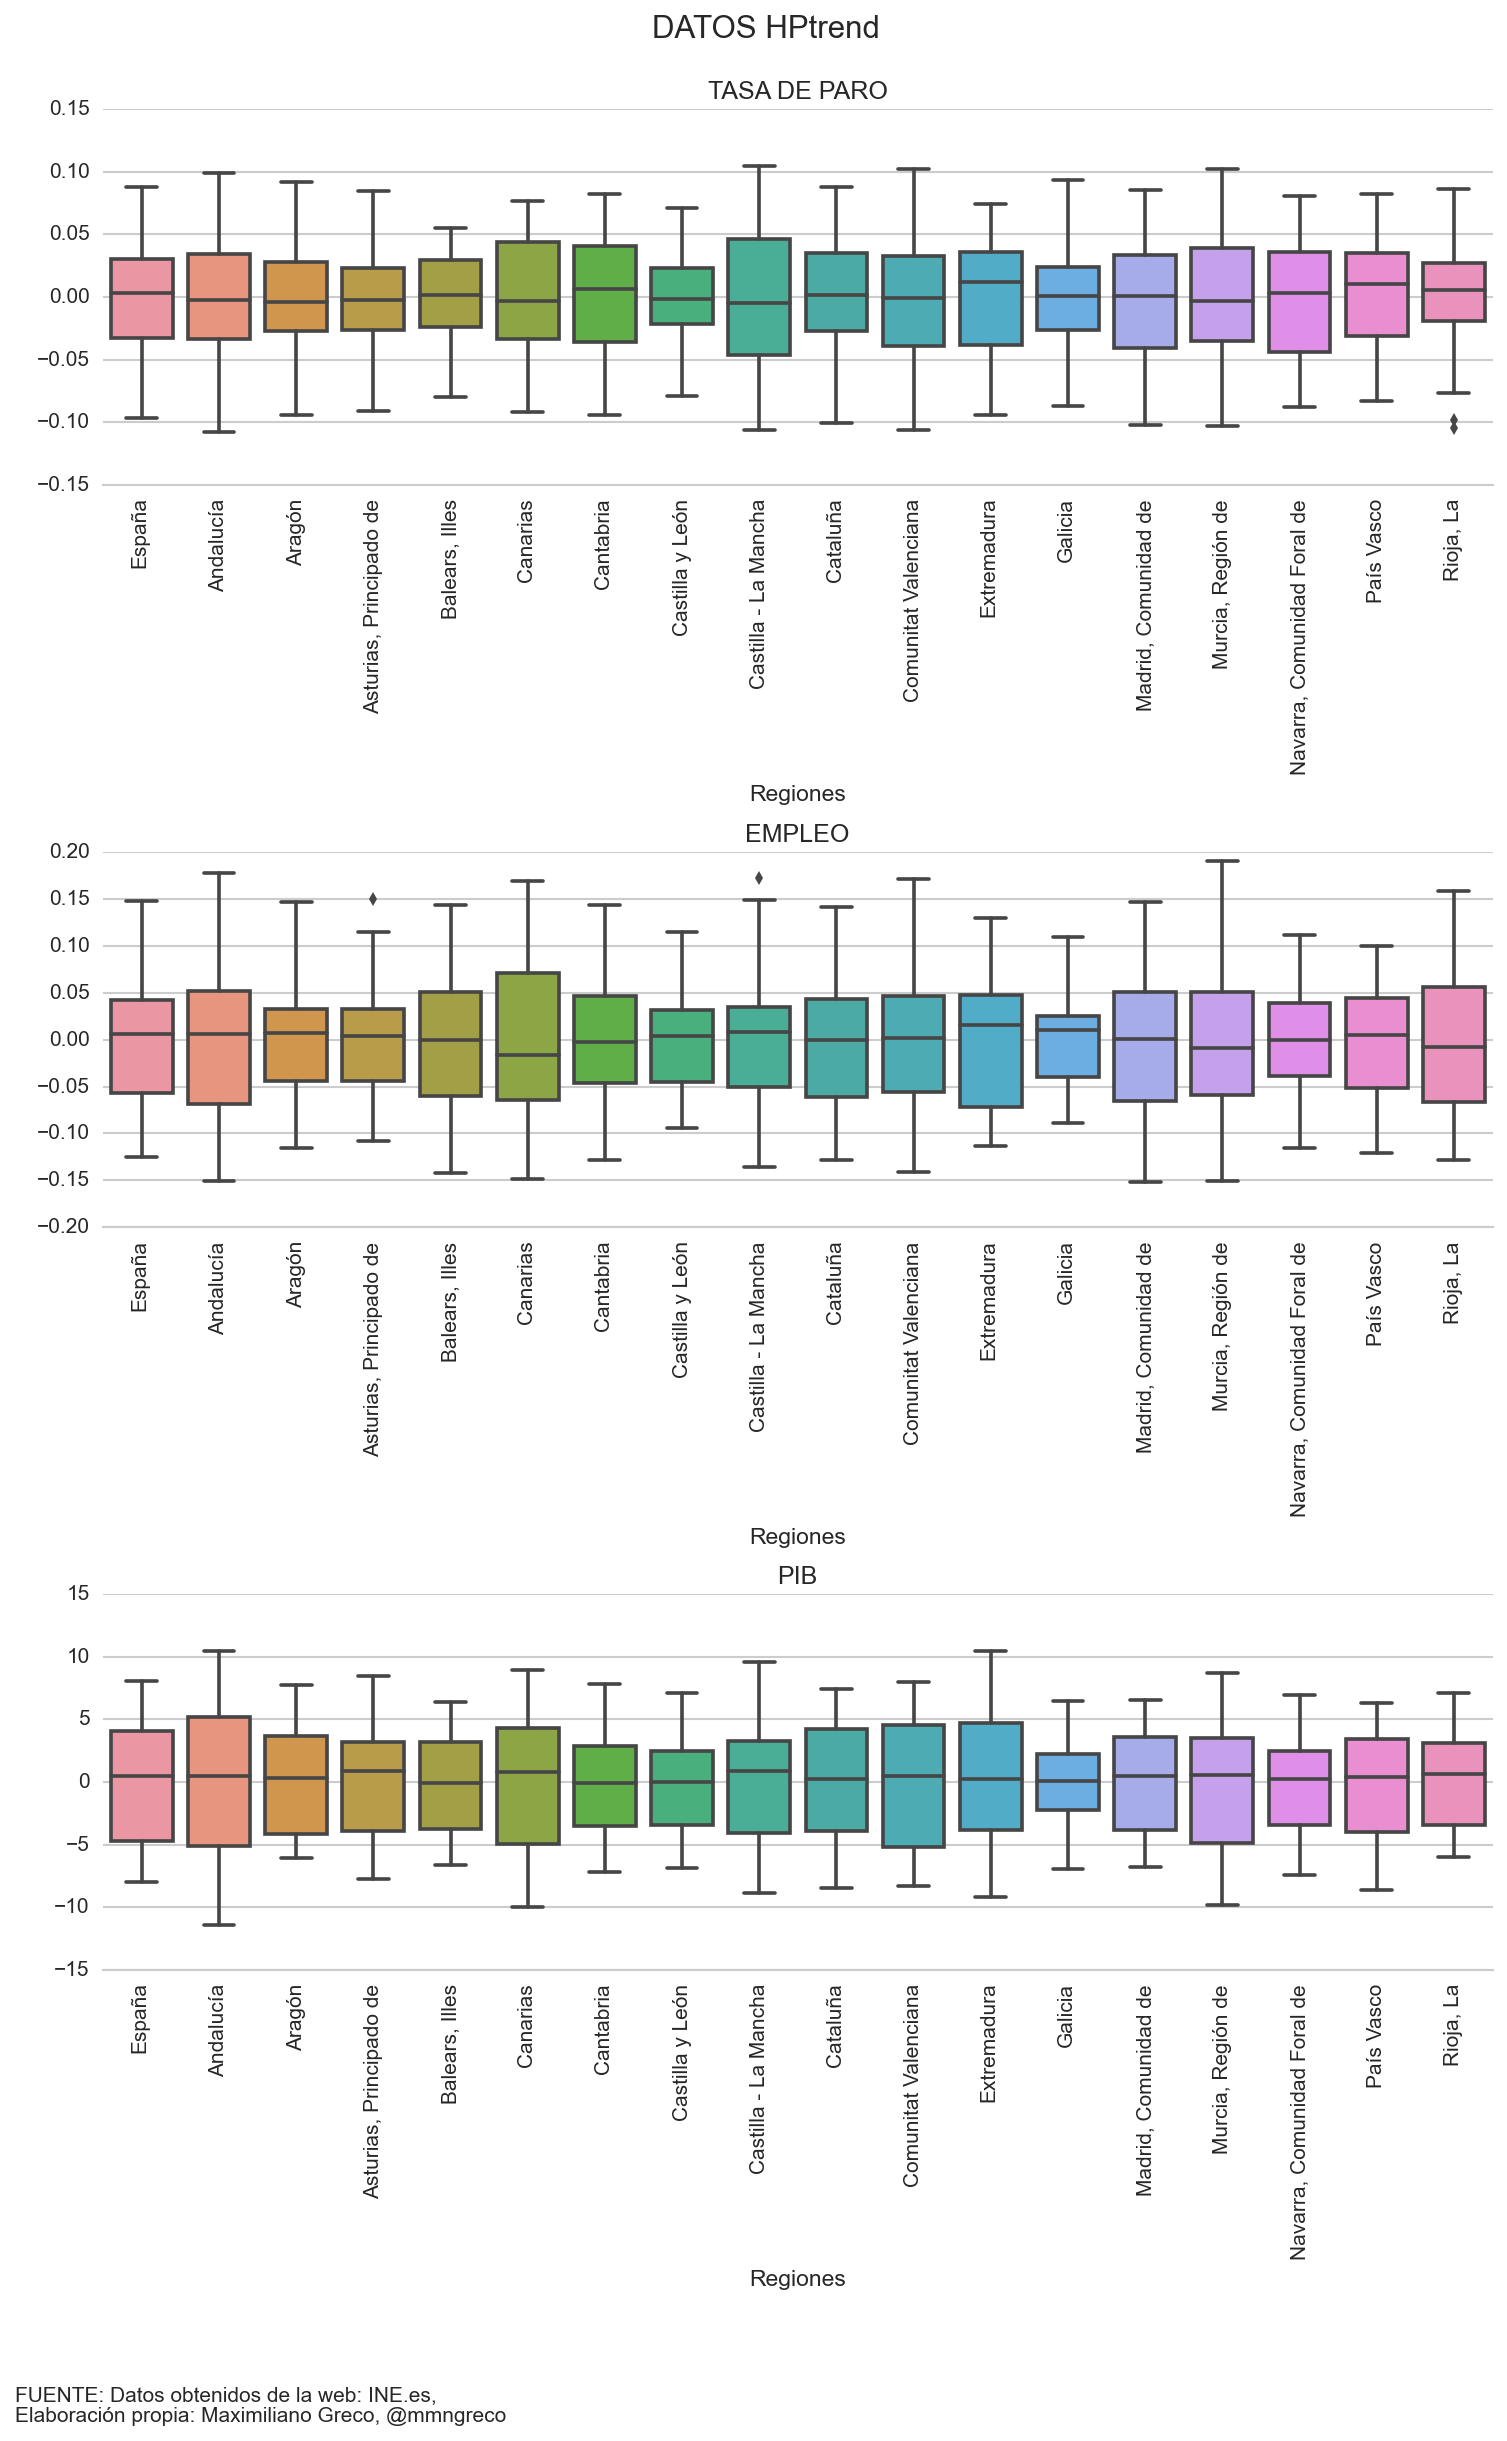 DATOS HPtrend
TASA DE PARO
0.15
0.10
0.05
0.00
−0.05
−0.10
−0.15
España
Andalucía
Aragón
Asturias, Principado de
Balears, Illes
Canarias
Cantabria
Castilla y León
Castilla - La Mancha
Cataluña
Comunitat Valenciana
Extremadura
Galicia
Madrid, Comunidad de
Murcia, Región de
Navarra, Comunidad Foral de
País Vasco
Rioja, La
Regiones
EMPLEO
0.20
0.15
0.10
0.05
0.00
−0.05
−0.10
−0.15
−0.20
España
Andalucía
Aragón
Asturias, Principado de
Balears, Illes
Canarias
Cantabria
Castilla y León
Castilla - La Mancha
Cataluña
Comunitat Valenciana
Extremadura
Galicia
Madrid, Comunidad de
Murcia, Región de
Navarra, Comunidad Foral de
País Vasco
Rioja, La
Regiones
PIB
15
10
5
0
−5
−10
−15
España
Andalucía
Aragón
Asturias, Principado de
Balears, Illes
Canarias
Cantabria
Castilla y León
Castilla - La Mancha
Cataluña
Comunitat Valenciana
Extremadura
Galicia
Madrid, Comunidad de
Murcia, Región de
Navarra, Comunidad Foral de
País Vasco
Rioja, La
Regiones
FUENTE: Datos obtenidos de la web: INE.es,
Elaboración propia: Maximiliano Greco, @mmngreco